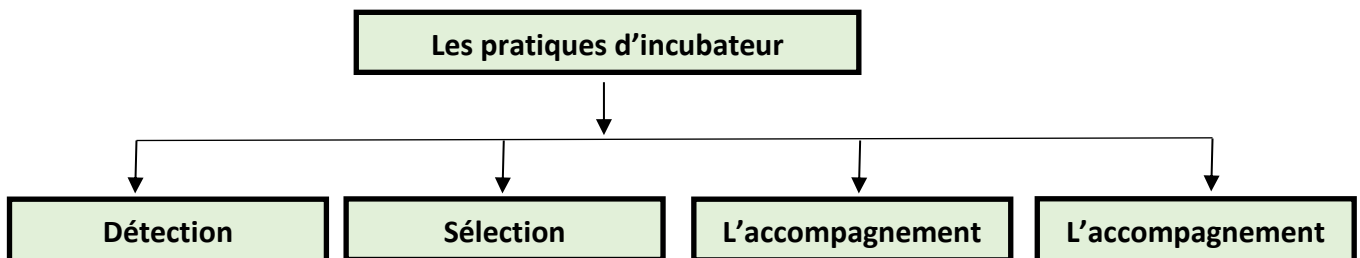 Les pratiques d’incubateur
Détection
Sélection
L’accompagnement
L’accompagnement